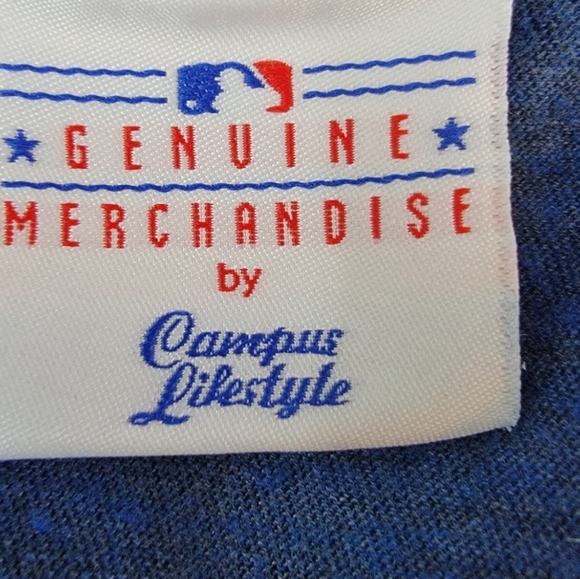 GENUINE
MERCHANDISE
by
Campus
Lifestyle